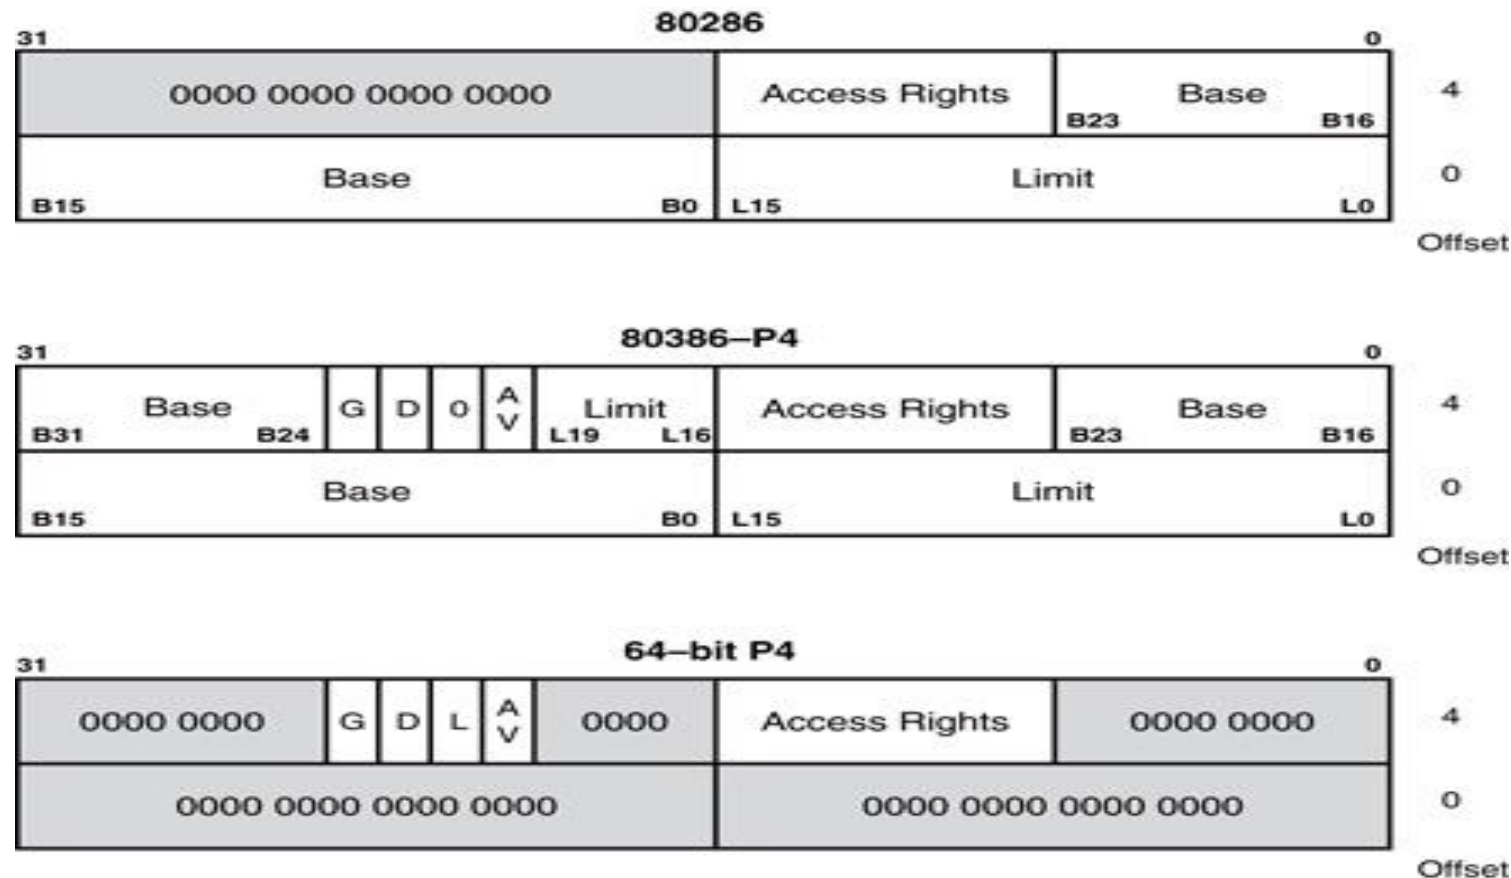 80286
31 0
0000 0000 0000 0000 Access Rights Base 4
B23 B16
Base Limit 0
B15 B0 L15 L0
Offset
80386–P4
31 0
Base G D 0 A V Limit Access Rights Base 4
B31 B24 L19 L16 B23 B16
Base Limit 0
B15 B0 L15 L0
Offset
64–bit P4
31 0
0000 0000 G D L A V 0000 Access Rights 0000 0000 4
0000 0000 0000 0000 0000 0000 0000 0000 0
Offset